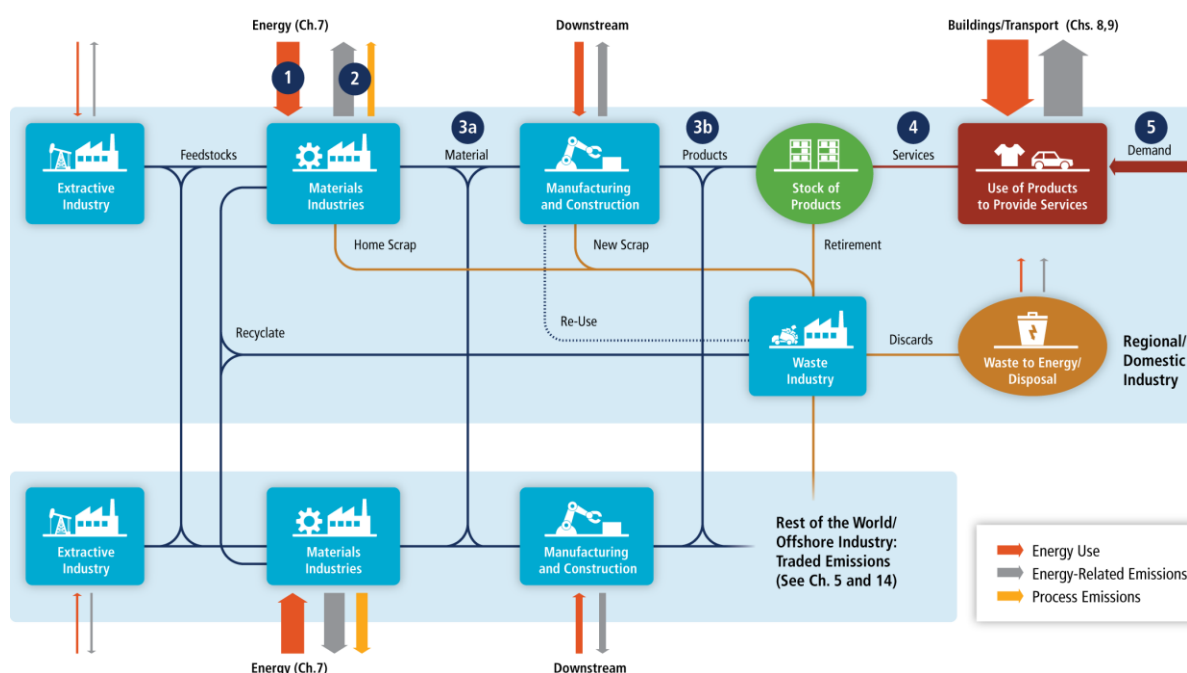 Energy (Ch.7)
Downstream
Buildings/Transport (Chs. 8,9)
1
2
3a
3b
4
5
Feedstocks
Material
Products
Services
Demand
Extractive
Industry
Materials
Industries
Manufacturing
and Construction
Stock of
Products
Use of Products
to Provide Services
Home Scrap
New Scrap
Retirement
Recyclate
Re-Use
Waste
Industry
Discards
Waste to Energy/
Disposal
Regional/
Domestic
Industry
Extractive
Industry
Materials
Industries
Manufacturing
and Construction
Rest of the World/
Offshore Industry:
Traded Emissions
(See Ch. 5 and 14)
Energy Use
Energy-Related Emissions
Process Emissions
Energy (Ch.7)
Downstream